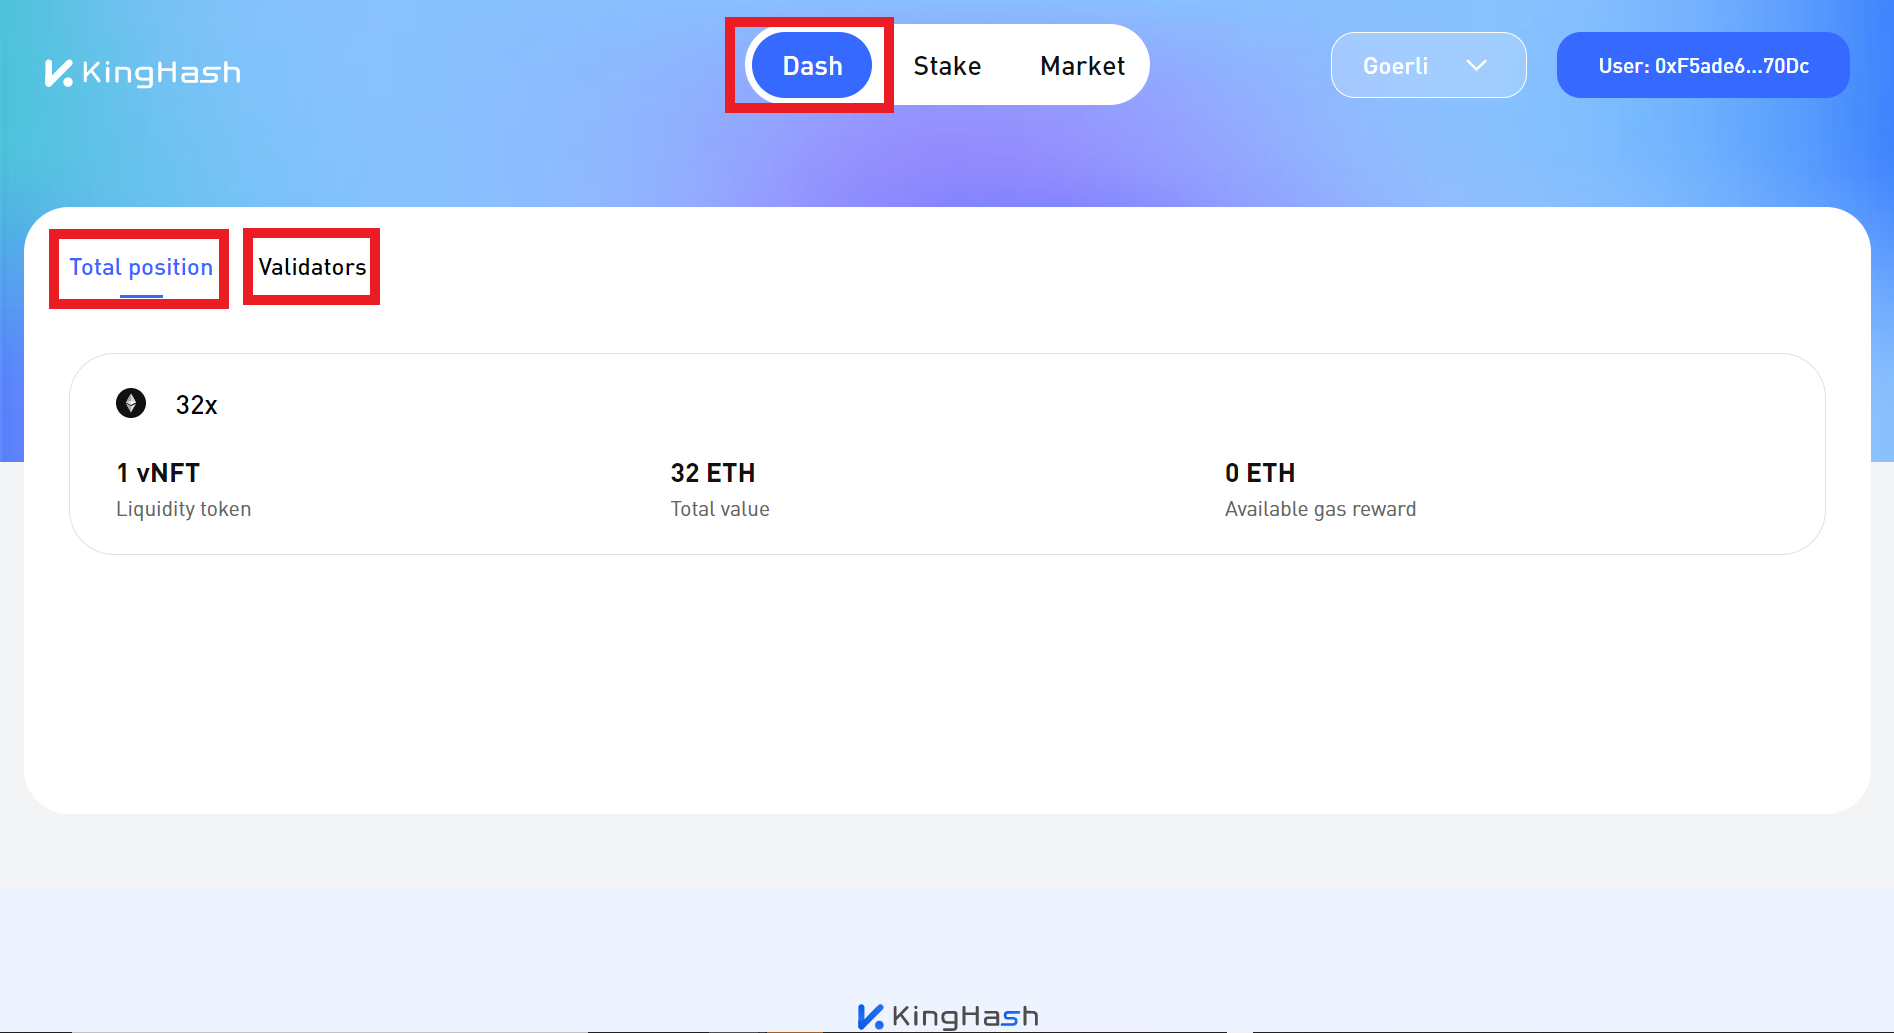 KingHash
Dash
Stake
Market
Goerli
User: 0xF5ade6...70Dc
Total position
Validators
32x
1 vNFT
32 ETH
0 ETH
Liquidity token
Total value
Available gas reward
KingHash